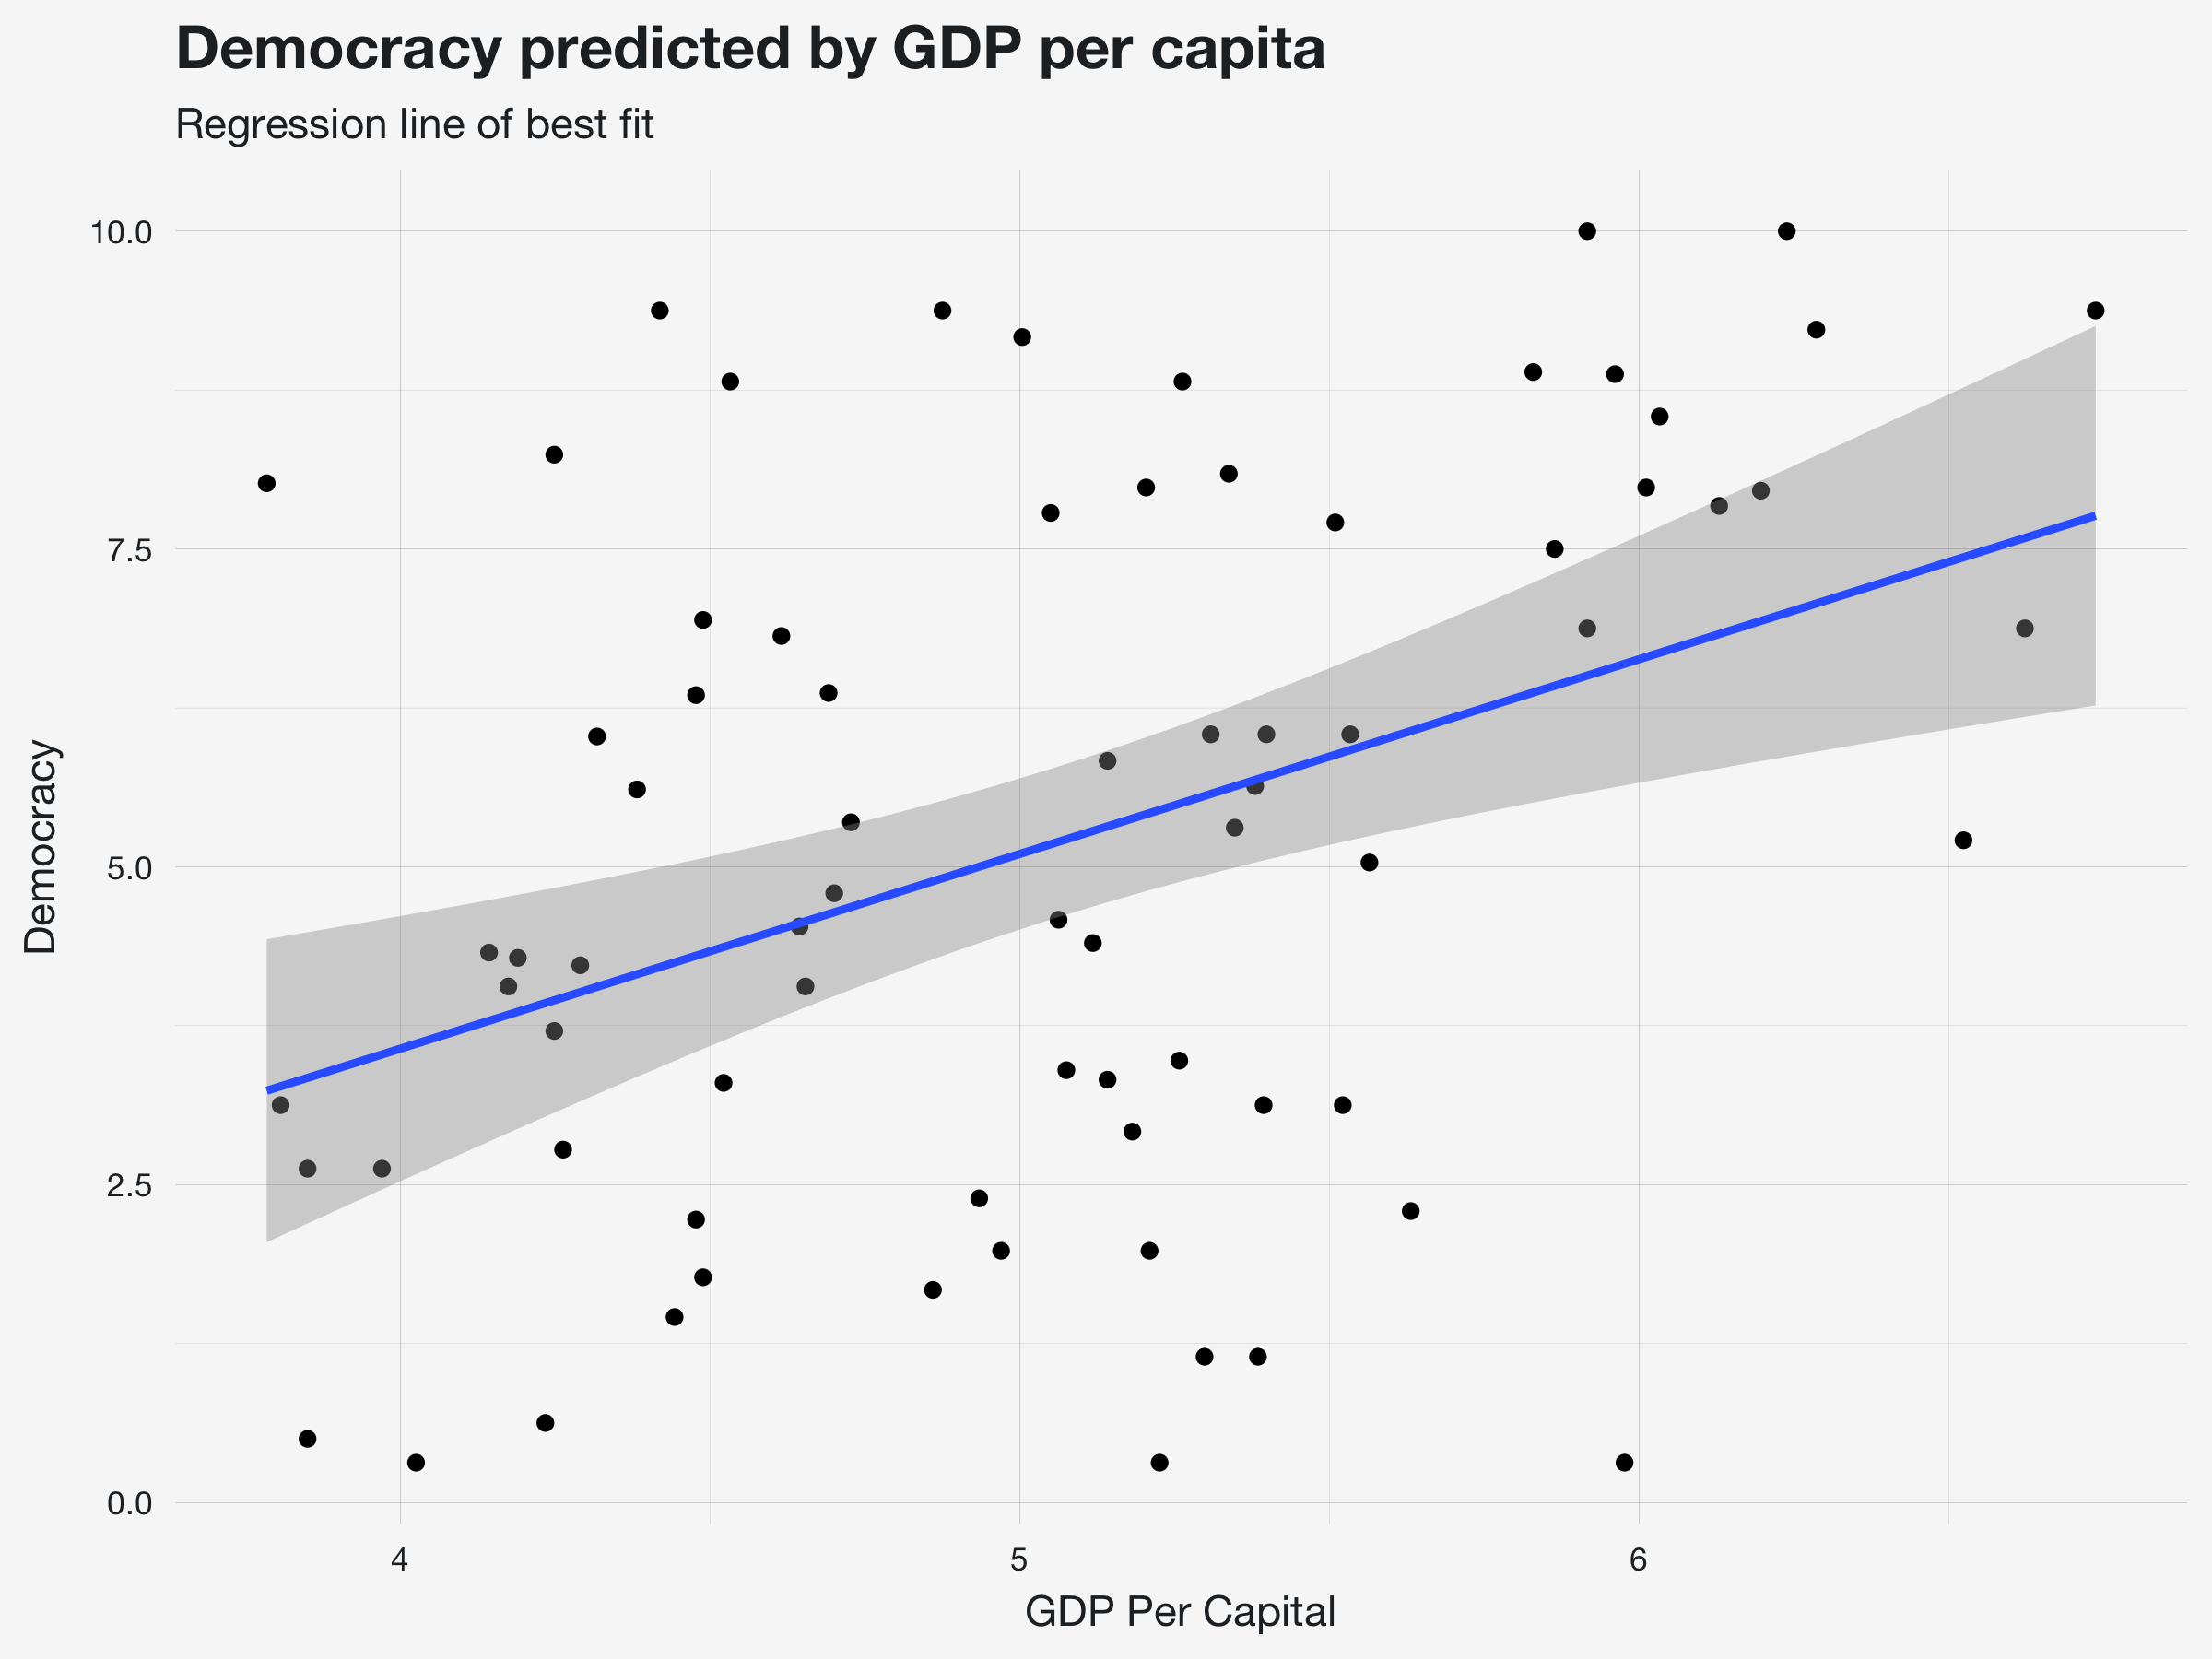 Democracy predicted by GDP per capita
Regression line of best fit
10.0
7.5
5.0
2.5
0.0
Democracy
4 5 6
GDP Per Capital